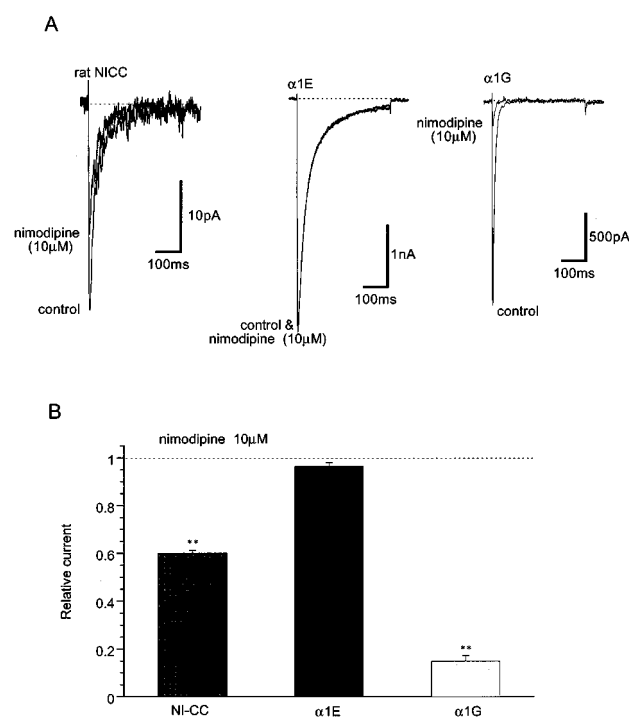 A
rat NICC
α1E
α1G
nimodipine
(10μM)
10pA
nimodipine
(10μM)
1nA
500pA
100ms
100ms
100ms
control
control &
nimodipine (10μM)
control
B
nimodipine 10μM
1
0.8
0.6
0.4
0.2
0
Relative current
**
**
NI-CC
α1E
α1G